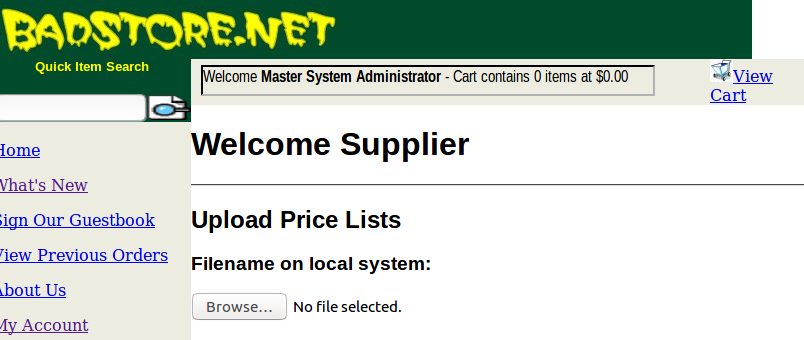 BADSTORE.NET
Quick Item Search
Welcome Master System Administrator - Cart contains 0 items at $0.00
View
Cart
Home
What's New
Sign Our Guestbook
View Previous Orders
About Us
My Account
Welcome Supplier
Upload Price Lists
Filename on local system:
Browse... No file selected.